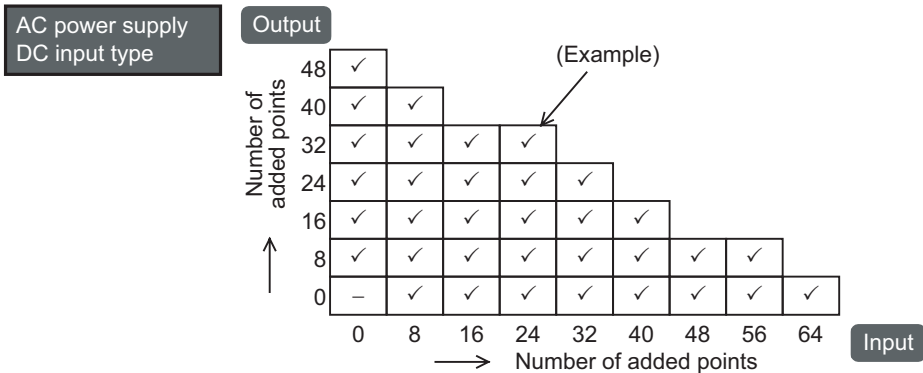 AC power supply
DC input type
Output
(Example)
Number of
added points
48 ✓
40 ✓ ✓
32 ✓ ✓ ✓ ✓
24 ✓ ✓ ✓ ✓ ✓
16 ✓ ✓ ✓ ✓ ✓ ✓
8 ✓ ✓ ✓ ✓ ✓ ✓ ✓ ✓
0 – ✓ ✓ ✓ ✓ ✓ ✓ ✓ ✓
0 8 16 24 32 40 48 56 64
Number of added points
Input